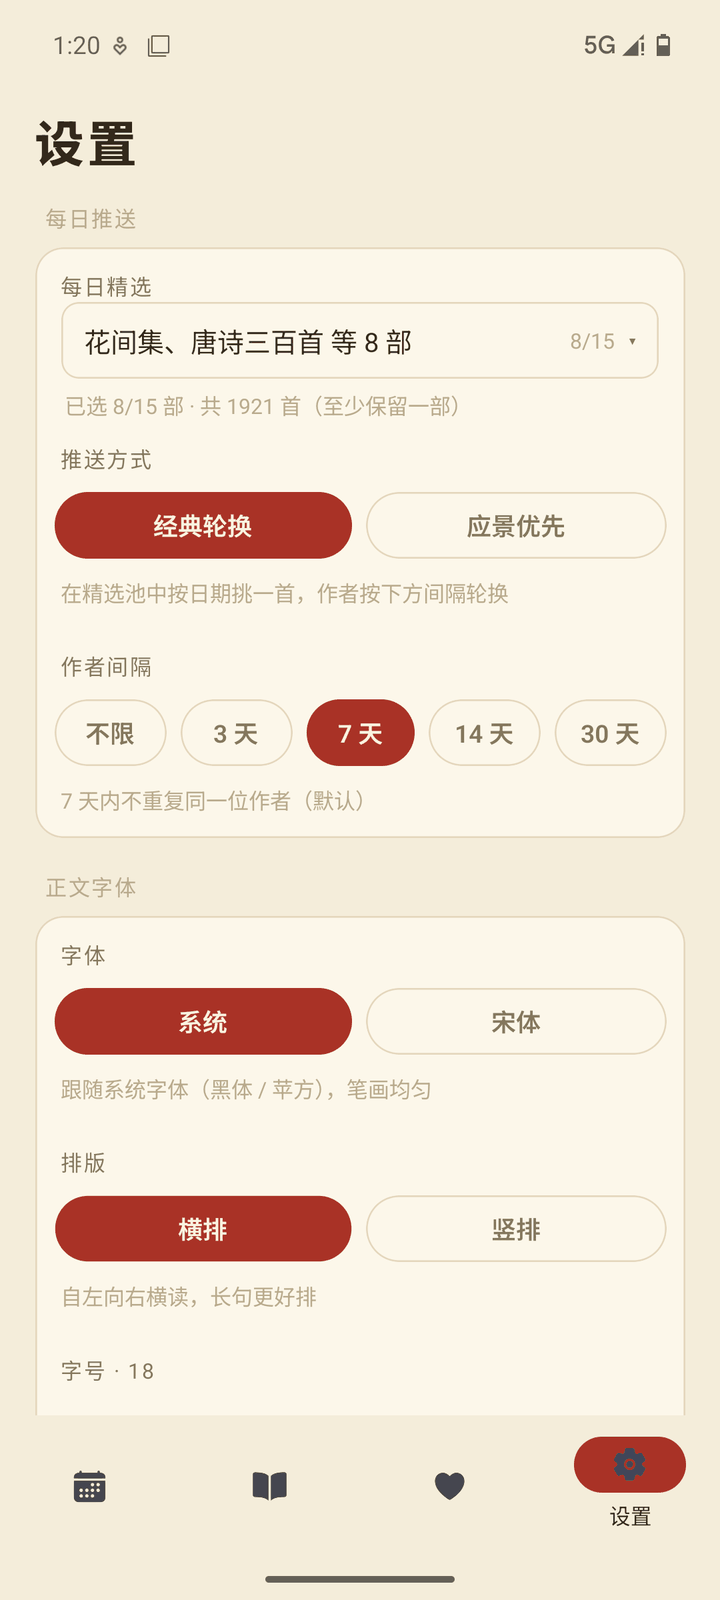 1:20 5G
设置
每日推送
每日精选
花间集、唐诗三百首 等 8 部 8/15 ▾
已选 8/15 部 · 共 1921 首（至少保留一部）
推送方式
经典轮换 应景优先
在精选池中按日期挑一首，作者按下方间隔轮换
作者间隔
不限 3 天 7 天 14 天 30 天
7 天内不重复同一位作者（默认）
正文字体
字体
系统 宋体
跟随系统字体（黑体 / 苹方），笔画均匀
排版
横排 竖排
自左向右横读，长句更好排
字号 · 18
设置